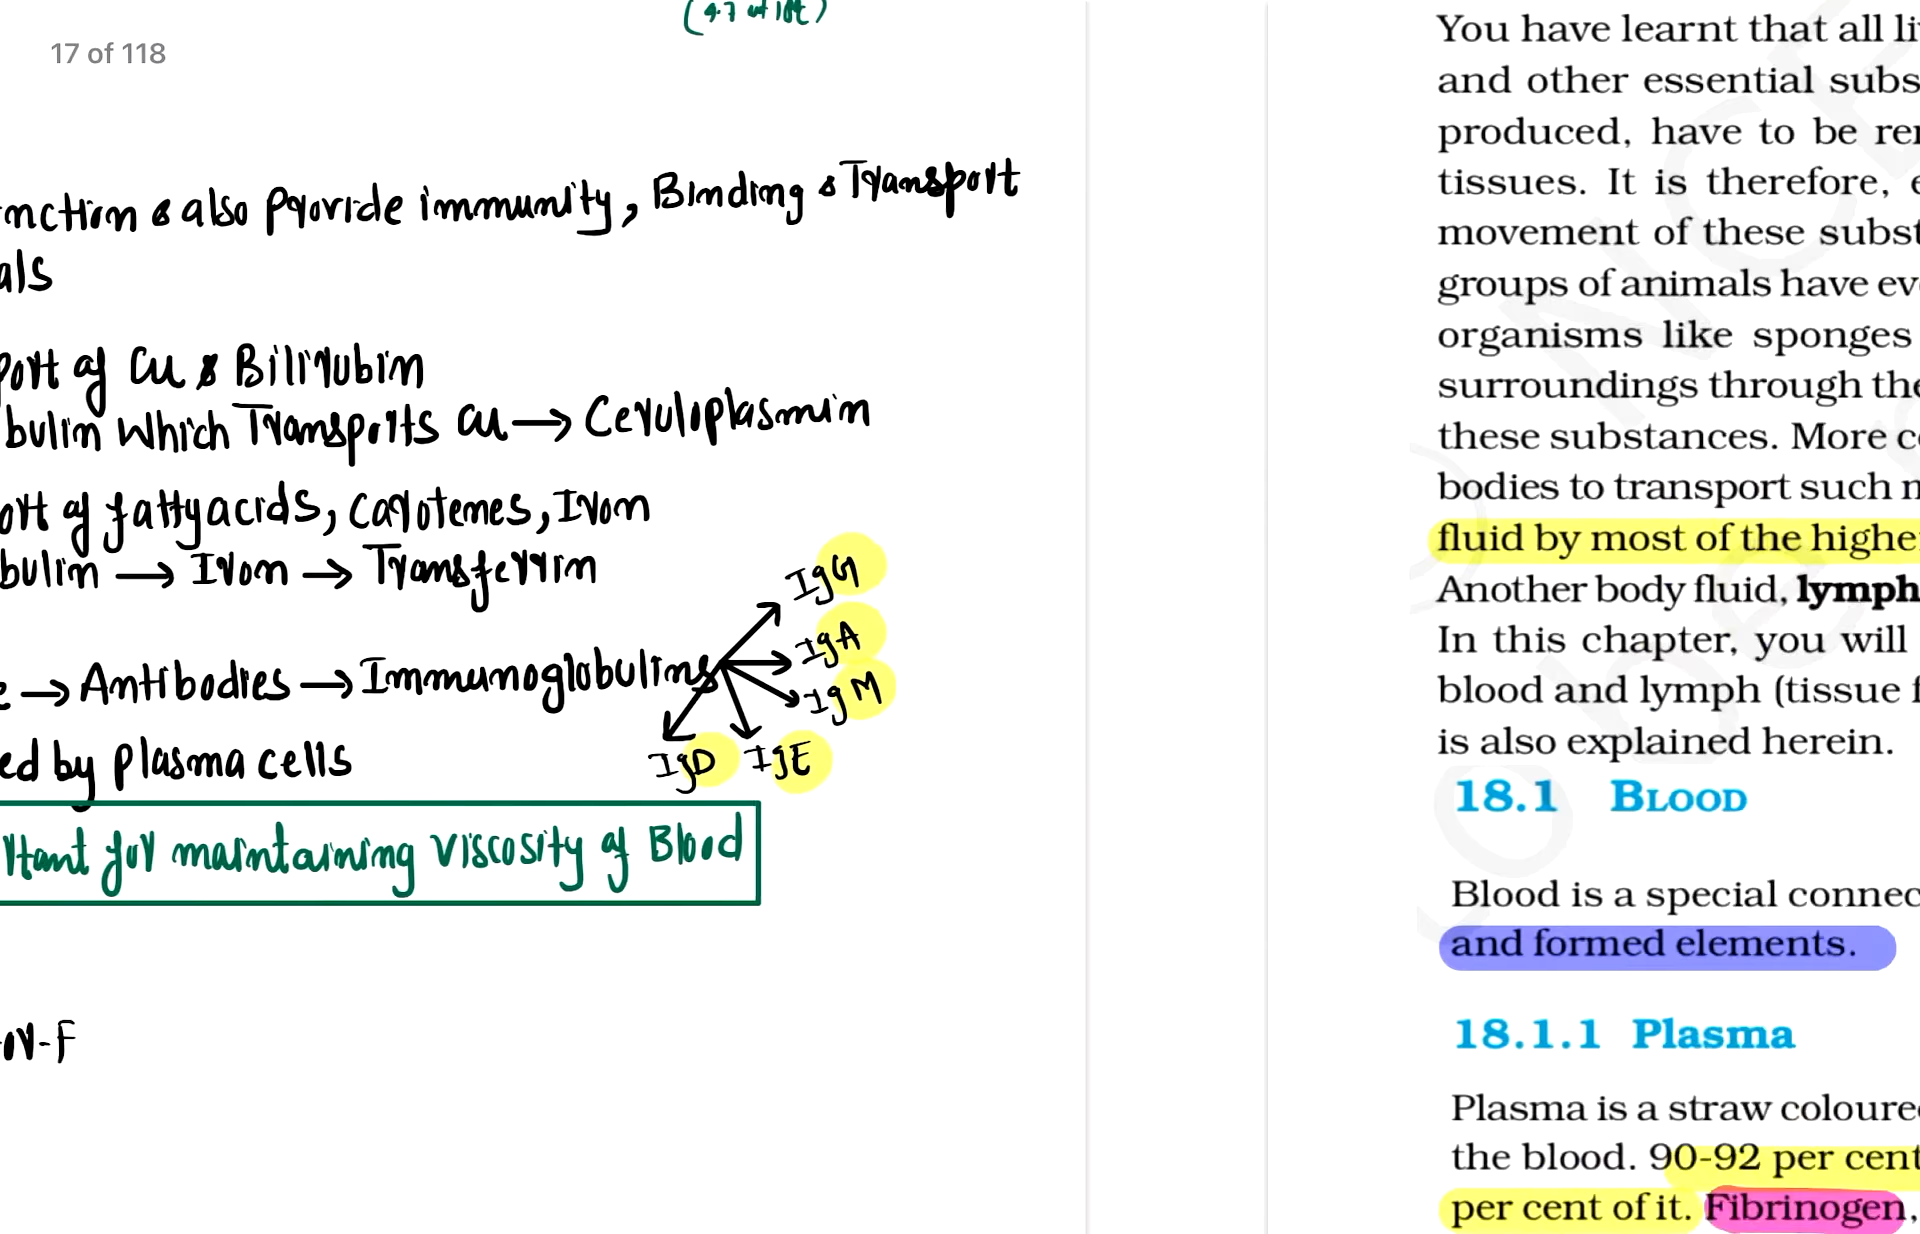 17 of 118
nction & also Provide immunity, Binding & Transport
als
port of Cu & Bilirubin
bulin which Transports Cu → Ceruloplasmin
ort of fattyacids, Carotenes, Iron
bulin → Iron → Transferrin
IgG
IgA
e → Antibodies → Immunoglobulins
IgM
ed by Plasma cells
IgD IgE
rtant for maintaining viscosity of Blood
or-F
You have learnt that all li
and other essential subs
produced, have to be re
tissues. It is therefore, e
movement of these subst
groups of animals have ev
organisms like sponges
surroundings through the
these substances. More c
bodies to transport such
fluid by most of the highe
Another body fluid, lymph
In this chapter, you will
blood and lymph (tissue f
is also explained herein.
18.1 BLOOD
Blood is a special connec
and formed elements.
18.1.1 Plasma
Plasma is a straw coloure
the blood. 90-92 per cent
per cent of it. Fibrinogen,